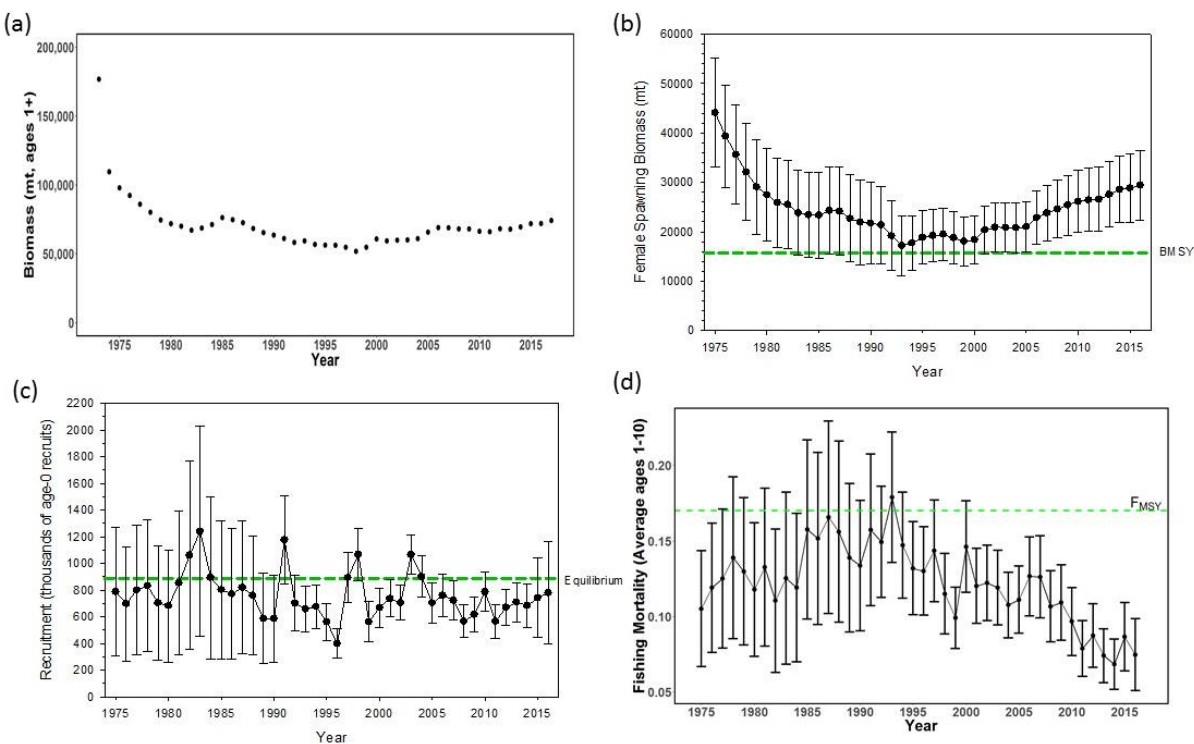 (a)
200,000
150,000
100,000
50,000
0
Biomass (mt, ages 1+)
1975 1980 1985 1990 1995 2000 2005 2010 2015
Year
(b)
60000
50000
40000
30000
20000
10000
0
Female Spawning Biomass (mt)
BMSY
1975 1980 1985 1990 1995 2000 2005 2010 2015
Year
(c)
2200
2000
1800
1600
1400
1200
1000
800
600
400
200
0
Recruitment (thousands of age-0 recruits)
Equilibrium
1975 1980 1985 1990 1995 2000 2005 2010 2015
Year
(d)
0.20
0.15
0.10
0.05
Fishing Mortality (Average ages 1-10)
FMSY
1975 1980 1985 1990 1995 2000 2005 2010 2015
Year